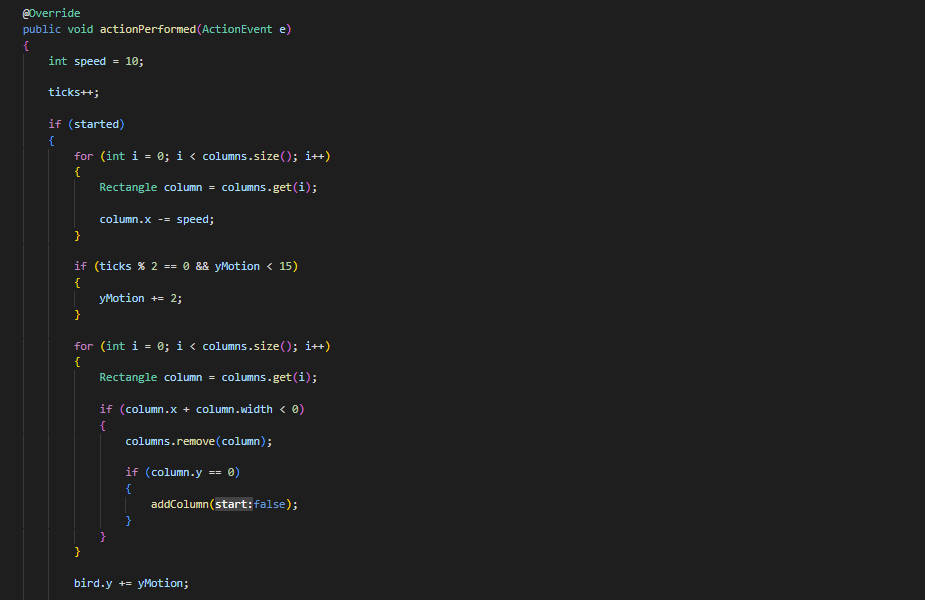 @Override
public void actionPerformed(ActionEvent e)
{
int speed = 10;
ticks++;
if (started)
{
for (int i = 0; i < columns.size(); i++)
{
Rectangle column = columns.get(i);
column.x -= speed;
}
if (ticks % 2 == 0 && yMotion < 15)
{
yMotion += 2;
}
for (int i = 0; i < columns.size(); i++)
{
Rectangle column = columns.get(i);
if (column.x + column.width < 0)
{
columns.remove(column);
if (column.y == 0)
{
addColumn(start:false);
}
}
}
bird.y += yMotion;